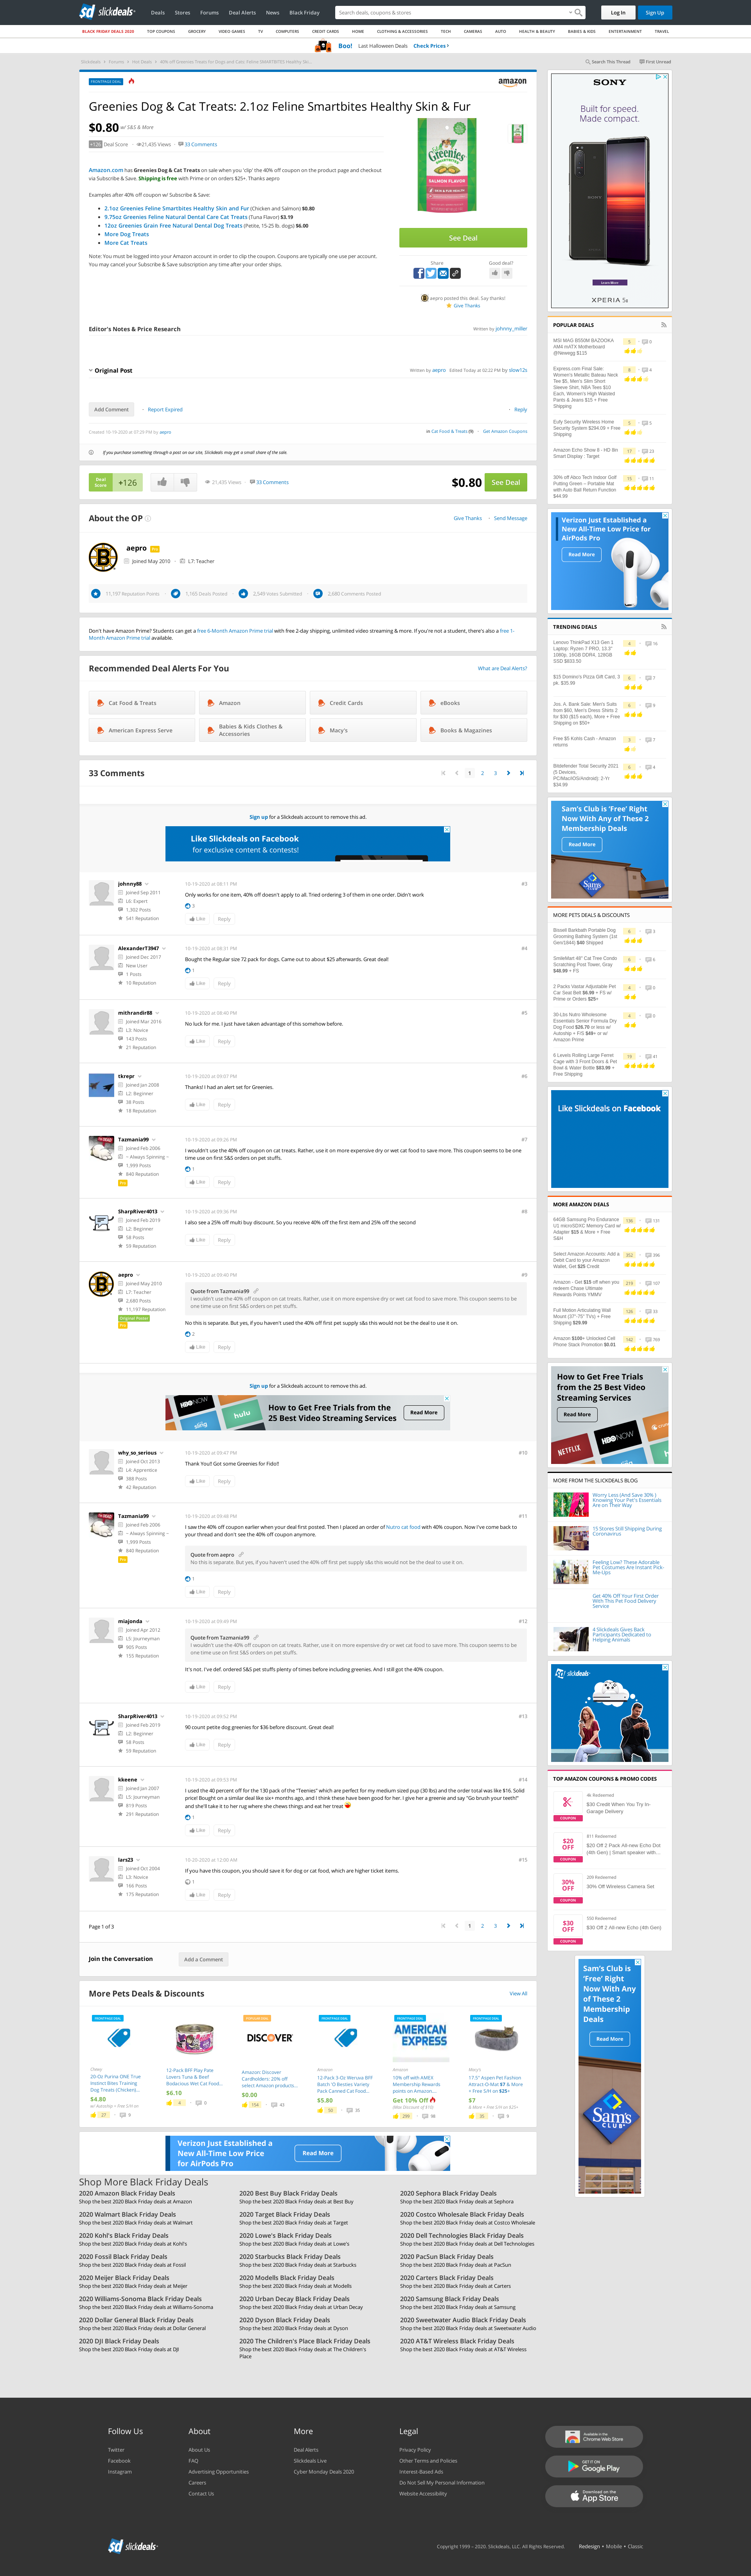 slickdeals
Deals Stores Forums Deal Alerts News Black Friday
Search deals, coupons & stores
Log In Sign Up
BLACK FRIDAY DEALS 2020 TOP COUPONS GROCERY VIDEO GAMES TV COMPUTERS CREDIT CARDS HOME CLOTHING & ACCESSORIES TECH CAMERAS AUTO HEALTH & BEAUTY BABIES & KIDS ENTERTAINMENT TRAVEL
Boo! Last Halloween Deals Check Prices
Search This Thread First Unread
FRONTPAGE DEAL
amazon
Greenies Dog & Cat Treats: 2.1OZ Feline Smartbites Healthy Skin & Fur
$0.80 w/ S&S & More
+126 Deal Score 21,435 Views 33 Comments
Amazon.com has Greenies Dog & Cat Treats on sale when you 'clip' the 40% off coupon on the product page and checkout
via Subscribe & Save. Shipping is free with Prime or on orders $25+. Thanks aepro
Examples after 40% off coupon w/ Subscribe & Save:
2.1oz Greenies Feline Smartbites Healthy Skin and Fur (Chicken and Salmon) $0.80
9.75oz Greenies Feline Natural Dental Care Cat Treats (Tuna Flavor) $3.19
12oz Greenies Grain Free Natural Dental Dog Treats (Petite, 15-25 lb. dogs) $6.00
More Dog Treats
More Cat Treats
Note: You must be logged into your Amazon account in order to clip the coupon. Coupons are typically one use per account.
You may cancel your Subscribe & Save subscription any time after your order ships.
See Deal
Share Good deal?
aepro posted this deal. Say thanks!
Give Thanks
Editor's Notes & Price Research
Written by johnny_miller
Original Post
Written by aepro Edited Today at 02:22 PM by slow12s
Add Comment Report Expired Reply
Created 10-19-2020 at 07:29 PM by aepro
in Cat Food & Treats (9) Get Amazon Coupons
If you purchase something through a post on our site, Slickdeals may get a small share of the sale.
Deal Score +126 21,435 Views 33 Comments $0.80 See Deal
About the OP
Give Thanks Send Message
aepro Pro
Joined May 2010 L7: Teacher
11,197 Reputation Points 1,165 Deals Posted 2,549 Votes Submitted 2,680 Comments Posted
Don't have Amazon Prime? Students can get a free 6-Month Amazon Prime trial with free 2-day shipping, unlimited video streaming & more. If you're not a student, there's also a free 1-
Month Amazon Prime trial available.
Recommended Deal Alerts For You
What are Deal Alerts?
Cat Food & Treats Amazon Credit Cards eBooks
American Express Serve Babies & Kids Clothes & Accessories Macy's Books & Magazines
33 Comments
1 2 3
Sign up for a Slickdeals account to remove this ad.
Like Slickdeals on Facebook
for exclusive content & contests!
johnny88
Joined Sep 2011
L6: Expert
1,302 Posts
541 Reputation
10-19-2020 at 08:11 PM
#3
Only works for one item, 40% off doesn't apply to all. Tried ordering 3 of them in one order. Didn't work
3
Like Reply
AlexanderT3947
Joined Dec 2017
New User
1 Posts
10 Reputation
10-19-2020 at 08:31 PM
#4
Bought the Regular size 72 pack for dogs. Came out to about $25 afterwards. Great deal!
1
Like Reply
mithrandir88
Joined Mar 2016
L3: Novice
143 Posts
21 Reputation
10-19-2020 at 08:40 PM
#5
No luck for me. I just have taken advantage of this somehow before.
Like Reply
tkrepr
Joined Jan 2008
L2: Beginner
38 Posts
18 Reputation
10-19-2020 at 09:07 PM
#6
Thanks! I had an alert set for Greenies.
Like Reply
Tazmania99
Joined Feb 2006
~ Always Spinning ~
1,999 Posts
840 Reputation
Pro
10-19-2020 at 09:26 PM
#7
I wouldn't use the 40% off coupon on cat treats. Rather, use it on more expensive dry or wet cat food to save more. This coupon seems to be one
time use on first S&S orders on pet stuffs.
1
Like Reply
SharpRiver4013
Joined Feb 2019
L2: Beginner
58 Posts
59 Reputation
10-19-2020 at 09:36 PM
#8
I also see a 25% off multi buy discount. So you receive 40% off the first item and 25% off the second
Like Reply
aepro
Joined May 2010
L7: Teacher
2,680 Posts
11,197 Reputation
Original Poster
Pro
10-19-2020 at 09:40 PM
#9
Quote from Tazmania99
I wouldn't use the 40% off coupon on cat treats. Rather, use it on more expensive dry or wet cat food to save more. This coupon seems to be
one time use on first S&S orders on pet stuffs.
No this is separate. But yes, if you haven't used the 40% off first pet supply s&s this would not be the deal to use it on.
2
Like Reply
Sign up for a Slickdeals account to remove this ad.
How to Get Free Trials from the
25 Best Video Streaming Services
Read More
why_so_serious
Joined Oct 2013
L4: Apprentice
388 Posts
42 Reputation
10-19-2020 at 09:47 PM
#10
Thank You!! Got some Greenies for Fido!!
Like Reply
Tazmania99
Joined Feb 2006
~ Always Spinning ~
1,999 Posts
840 Reputation
Pro
10-19-2020 at 09:48 PM
#11
I saw the 40% off coupon earlier when your deal first posted. Then I placed an order of Nutro cat food with 40% coupon. Now I've come back to
your thread and don't see the 40% off coupon anymore.
Quote from aepro
No this is separate. But yes, if you haven't used the 40% off first pet supply s&s this would not be the deal to use it on.
1
Like Reply
miajonda
Joined Apr 2012
L5: Journeyman
905 Posts
155 Reputation
10-19-2020 at 09:49 PM
#12
Quote from Tazmania99
I wouldn't use the 40% off coupon on cat treats. Rather, use it on more expensive dry or wet cat food to save more. This coupon seems to be
one time use on first S&S orders on pet stuffs.
It's not. I've def. ordered S&S pet stuffs plenty of times before including greenies. And I still got the 40% coupon.
Like Reply
SharpRiver4013
Joined Feb 2019
L2: Beginner
58 Posts
59 Reputation
10-19-2020 at 09:52 PM
#13
90 count petite dog greenies for $36 before discount. Great deal!
Like Reply
kkeene
Joined Jan 2007
L5: Journeyman
819 Posts
291 Reputation
10-19-2020 at 09:53 PM
#14
I used the 40 percent off for the 130 pack of the "Teenies" which are perfect for my medium sized pup (30 lbs) and the order total was like $16. Solid
price! Bought on a similar deal like six+ months ago, and I think these have been good for her. I give her a greenie and say "Go brush your teeth!"
and she'll take it to her rug where she chews things and eat her treat
1
Like Reply
lars23
Joined Oct 2004
L3: Novice
166 Posts
175 Reputation
10-20-2020 at 12:00 AM
#15
If you have this coupon, you should save it for dog or cat food, which are higher ticket items.
1
Like Reply
Page 1 of 3
1 2 3
Join the Conversation Add a Comment
More Pets Deals & Discounts
View All
20-Oz Purina ONE True Instinct Bites Training Dog Treats (Chicken)...
$4.80
12-Pack BFF Play Pate Lovers Tuna & Beef Bodacious Wet Cat Food...
$6.10
DISCOVER
Amazon: Discover Cardholders: 20% off select Amazon products...
$0.80
12-Pack 3-Oz Weruva BFF Batch 'O Besties Variety Pack Canned Cat Food...
$5.80
AMERICAN EXPRESS
10% off with AMEX Membership Rewards points on Amazon...
Get 10% Off
17.5" Aspen Pet Fashion Attract-O-Mat $7 & More + Free S/H on $25+
$7
Verizon Just Established a
New All-Time Low Price
for AirPods Pro
Read More
Shop More Black Friday Deals
2020 Amazon Black Friday Deals
Shop the best 2020 Black Friday deals at Amazon
2020 Best Buy Black Friday Deals
Shop the best 2020 Black Friday deals at Best Buy
2020 Sephora Black Friday Deals
Shop the best 2020 Black Friday deals at Sephora
2020 Walmart Black Friday Deals
Shop the best 2020 Black Friday deals at Walmart
2020 Target Black Friday Deals
Shop the best 2020 Black Friday deals at Target
2020 Costco Wholesale Black Friday Deals
Shop the best 2020 Black Friday deals at Costco Wholesale
2020 Kohl's Black Friday Deals
Shop the best 2020 Black Friday deals at Kohl's
2020 Lowe's Black Friday Deals
Shop the best 2020 Black Friday deals at Lowe's
2020 Dell Technologies Black Friday Deals
Shop the best 2020 Black Friday deals at Dell Technologies
2020 Fossil Black Friday Deals
Shop the best 2020 Black Friday deals at Fossil
2020 Starbucks Black Friday Deals
Shop the best 2020 Black Friday deals at Starbucks
2020 PacSun Black Friday Deals
Shop the best 2020 Black Friday deals at PacSun
2020 Meijer Black Friday Deals
Shop the best 2020 Black Friday deals at Meijer
2020 Modells Black Friday Deals
Shop the best 2020 Black Friday deals at Modells
2020 Carters Black Friday Deals
Shop the best 2020 Black Friday deals at Carters
2020 Williams-Sonoma Black Friday Deals
Shop the best 2020 Black Friday deals at Williams-Sonoma
2020 Urban Decay Black Friday Deals
Shop the best 2020 Black Friday deals at Urban Decay
2020 Samsung Black Friday Deals
Shop the best 2020 Black Friday deals at Samsung
2020 Dollar General Black Friday Deals
Shop the best 2020 Black Friday deals at Dollar General
2020 Dyson Black Friday Deals
Shop the best 2020 Black Friday deals at Dyson
2020 Sweetwater Audio Black Friday Deals
Shop the best 2020 Black Friday deals at Sweetwater Audio
2020 DJI Black Friday Deals
Shop the best 2020 Black Friday deals at DJI
2020 The Children's Place Black Friday Deals
Shop the best 2020 Black Friday deals at The Children's
Place
2020 AT&T Wireless Black Friday Deals
Shop the best 2020 Black Friday deals at AT&T Wireless
SONY
Built for speed.
Made compact.
XPERIA 5 II
POPULAR DEALS
MSI MAG B550M BAZOOKA AM4 mATX Motherboard @Newegg $115
Express.com Final Sale: Women's Metallic Bateau Neck Tee $5, Men's Slim Short Sleeve Shirt, NBA Tees $10 Each, Women's High Waisted Pants & Jeans $15 + Free Shipping
Eufy Security Wireless Home Security System $294.09 + Free Shipping
Amazon Echo Show 8 - HD 8in Smart Display : Target
30% off Abco Tech Indoor Golf Putting Green – Portable Mat with Auto Ball Return Function $44.99
Verizon Just Established a
New All-Time Low Price for
AirPods Pro
Read More
TRENDING DEALS
Lenovo ThinkPad X13 Gen 1 Laptop: Ryzen 7 PRO, 13.3" 1080p, 16GB DDR4, 128GB SSD $633.50
$15 Domino's Pizza Gift Card, 3 pk. $35.99
Jos. A. Bank Sale: Men's Suits from $60, Men's Dress Shirts 2 for $30 ($15 each), More + Free Shipping on $50+
Free $5 Kohls Cash - Amazon returns
Bitdefender Total Security 2021 (5 Devices, PC/Mac/iOS/Android): 2-Yr $34.99
Sam's Club is 'Free' Right
Now With Any of These 2
Membership Deals
Read More
Sam's Club
MORE PETS DEALS & DISCOUNTS
Bissell Barkbath Portable Dog Grooming Bathing System (1st Gen/1844) $40 Shipped
SmileMart 48" Cat Tree Condo Scratching Post Tower, Gray $40.99 + FS
2 Packs Vastar Adjustable Pet Car Seat Belt $6.99 + FS w/ Prime or Orders $25+
30-Lbs Nutro Wholesome Essentials Senior Formula Dry Dog Food $26.70 or less w/ Autoship + F/S $49+ or w/ Amazon Prime
6 Levels Rolling Large Ferret Cage with 3 Front Doors & Pet Bowl & Water Bottle $83.99 + Free Shipping
Like Slickdeals on Facebook
MORE AMAZON DEALS
64GB Samsung Pro Endurance U1 microSDXC Memory Card w/ Adapter $15 & More + Free S&H
Select Amazon Accounts: Add a Debit Card to your Amazon Wallet, Get $25 Credit
Amazon - Get $15 off when you redeem Chase Ultimate Rewards Points YMMV
Full Motion Articulating Wall Mount (37"-75" TVs) + Free Shipping $29.99
Amazon $100+ Unlocked Cell Phone Stack Promotion $0.01
How to Get Free Trials
from the 25 Best Video
Streaming Services
Read More
NETFLIX HBO
MORE FROM THE SLICKDEALS BLOG
Worry Less (And Save 30% ) Knowing Your Pet's Essentials Are on Their Way
15 Stores Still Shipping During Coronavirus
Feeling Low? These Adorable Pet Costumes Are Instant Pick-Me-Ups
Get 40% Off Your First Order With This Pet Food Delivery Service
4 Slickdeals Gives Back Participants Dedicated to Helping Animals
slickdeals
TOP AMAZON COUPONS & PROMO CODES
4k Redeemed
$30 Credit When You Try In-Garage Delivery
COUPON
$20 OFF
811 Redeemed
$20 Off 2 Pack All-new Echo Dot (4th Gen) | Smart speaker with...
COUPON
30% OFF
209 Redeemed
30% Off Wireless Camera Set
COUPON
$30 OFF
550 Redeemed
$30 Off 2 All-new Echo (4th Gen)
COUPON
Sam's Club is
'Free' Right
Now With Any
of These 2
Membership
Deals
Read More
Sam's Club
Follow Us
Twitter
Facebook
Instagram
About
About Us
FAQ
Advertising Opportunities
Careers
Contact Us
More
Deal Alerts
Slickdeals Live
Cyber Monday Deals 2020
Legal
Privacy Policy
Other Terms and Policies
Interest-Based Ads
Do Not Sell My Personal Information
Website Accessibility
Available in the Chrome Web Store
GET IT ON Google Play
Download on the App Store
slickdeals
Copyright 1999 – 2020. Slickdeals, LLC. All Rights Reserved. Redesign • Mobile • Classic